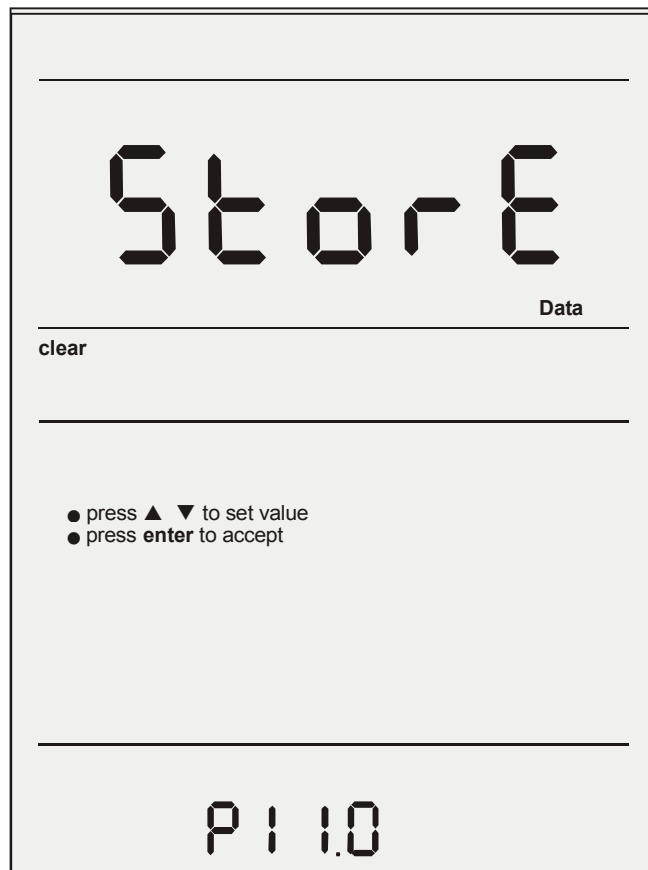 StorE
Data
clear
● press ▲ ▼ to set value
● press enter to accept
P11.0